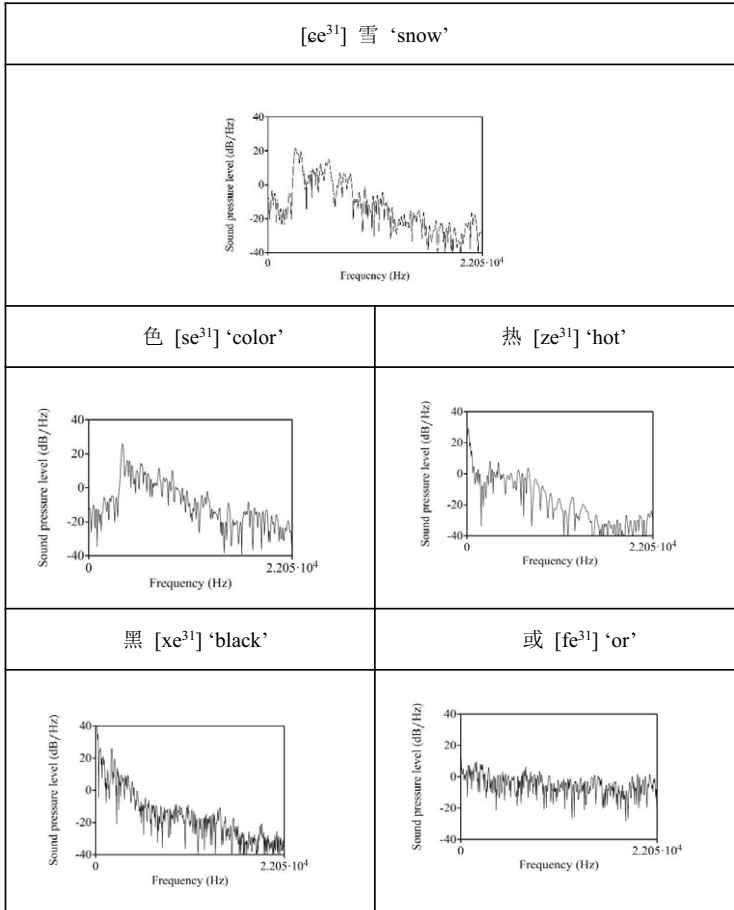 [ɕe³¹] 雪 ‘snow’
Sound pressure level (dB/Hz)
40
20
0
-20
-40
0
2.205·10⁴
Frequency (Hz)
色 [se³¹] ‘color’
热 [ze³¹] ‘hot’
Sound pressure level (dB/Hz)
40
20
0
-20
-40
0
2.205·10⁴
Frequency (Hz)
Sound pressure level (dB/Hz)
40
20
0
-20
-40
0
2.205·10⁴
Frequency (Hz)
黑 [xe³¹] ‘black’
或 [fe³¹] ‘or’
Sound pressure level (dB/Hz)
40
20
0
-20
-40
0
2.205·10⁴
Frequency (Hz)
Sound pressure level (dB/Hz)
40
20
0
-20
-40
0
2.205·10⁴
Frequency (Hz)